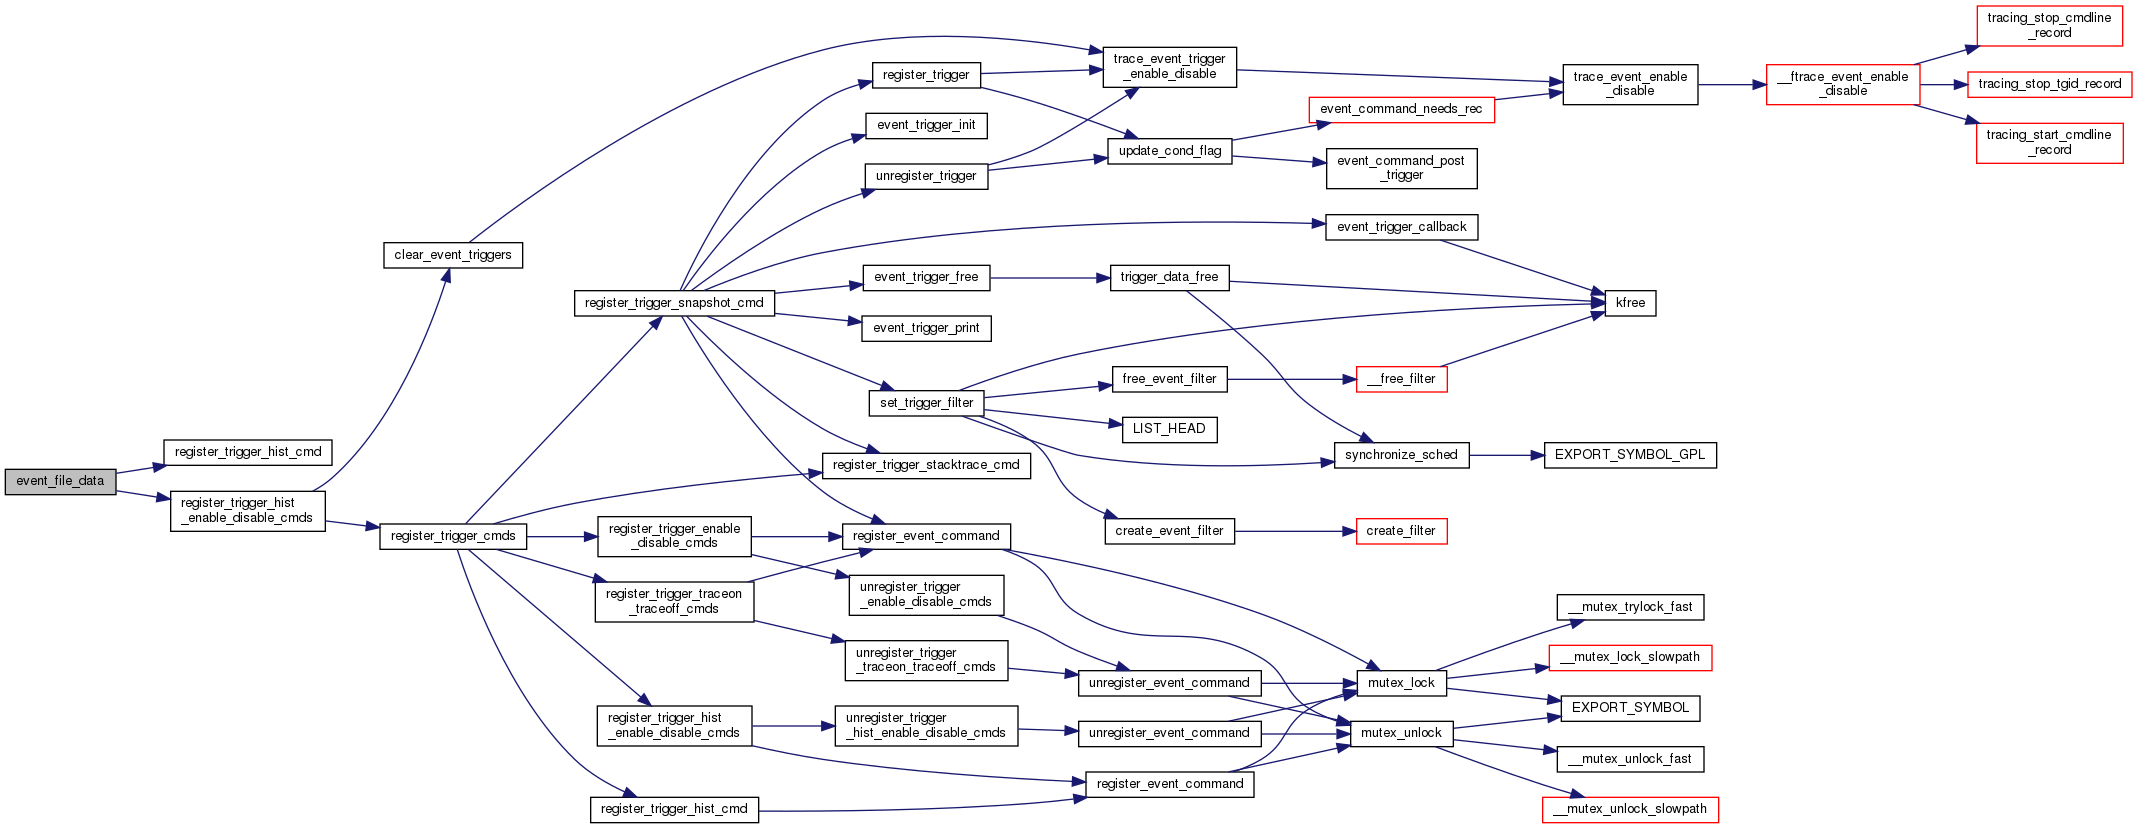 event_file_data
register_trigger_hist_cmd
register_trigger_hist
_enable_disable_cmds
clear_event_triggers
register_trigger_cmds
register_trigger_snapshot_cmd
register_trigger_enable
_disable_cmds
register_trigger_traceon
_traceoff_cmds
register_trigger_hist
_enable_disable_cmds
register_trigger_hist_cmd
register_trigger
event_trigger_init
unregister_trigger
event_trigger_free
event_trigger_print
set_trigger_filter
register_trigger_stacktrace_cmd
register_event_command
unregister_trigger
_enable_disable_cmds
unregister_trigger
_traceon_traceoff_cmds
unregister_trigger
_hist_enable_disable_cmds
trace_event_trigger
_enable_disable
update_cond_flag
trigger_data_free
free_event_filter
LIST_HEAD
create_event_filter
unregister_event_command
unregister_event_command
register_event_command
event_command_needs_rec
event_command_post
_trigger
event_trigger_callback
__free_filter
synchronize_sched
create_filter
mutex_lock
mutex_unlock
trace_event_enable
_disable
kfree
EXPORT_SYMBOL_GPL
__mutex_trylock_fast
__mutex_lock_slowpath
EXPORT_SYMBOL
__mutex_unlock_fast
__mutex_unlock_slowpath
__ftrace_event_enable
_disable
tracing_stop_cmdline
_record
tracing_stop_tgid_record
tracing_start_cmdline
_record